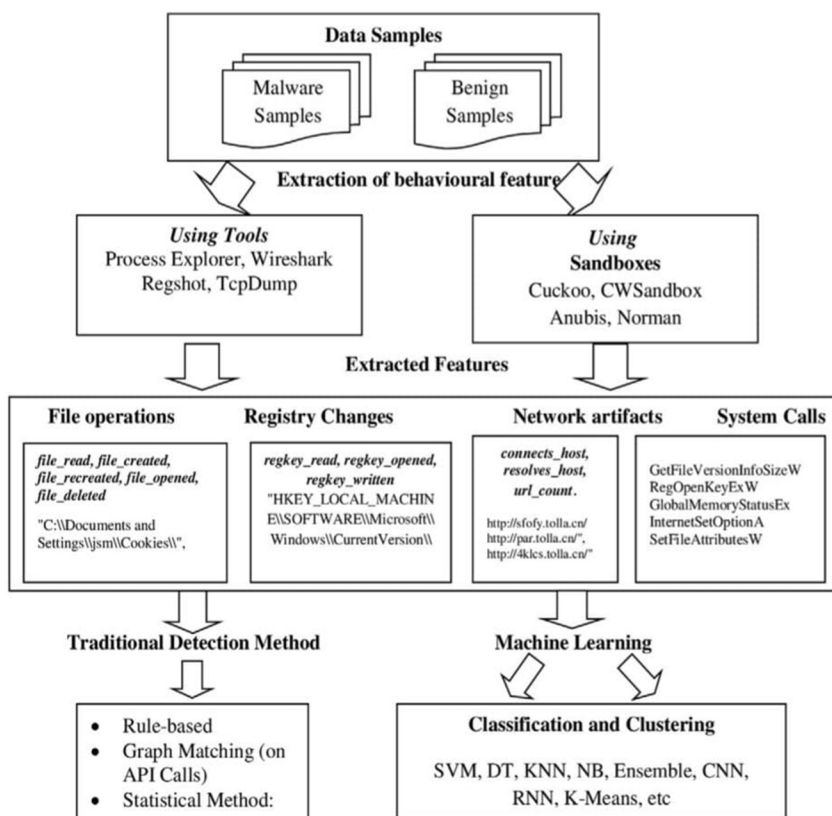 Data Samples
Malware
Samples
Benign
Samples
Extraction of behavioural feature
Using Tools
Process Explorer, Wireshark
Regshot, TcpDump
Using
Sandboxes
Cuckoo, CWSandbox
Anubis, Norman
Extracted Features
File operations
file_read, file_created,
file_recreated, file_opened,
file_deleted
"C:\\Documents and
Settings\\jsm\\Cookies\\",
Registry Changes
regkey_read, regkey_opened,
regkey_written
"HKEY_LOCAL_MACHIN
E\\SOFTWARE\\Microsoft\\
Windows\\CurrentVersion\\
Network artifacts
connects_host,
resolves_host,
url_count.
http://sfofy.tolla.cn/
http://par.tolla.cn/",
http://4klcs.tolla.cn/"
System Calls
GetFileVersionInfoSizeW
RegOpenKeyExW
GlobalMemoryStatusEx
InternetSetOptionA
SetFileAttributesW
Traditional Detection Method
• Rule-based
• Graph Matching (on
API Calls)
• Statistical Method:
Machine Learning
Classification and Clustering
SVM, DT, KNN, NB, Ensemble, CNN,
RNN, K-Means, etc